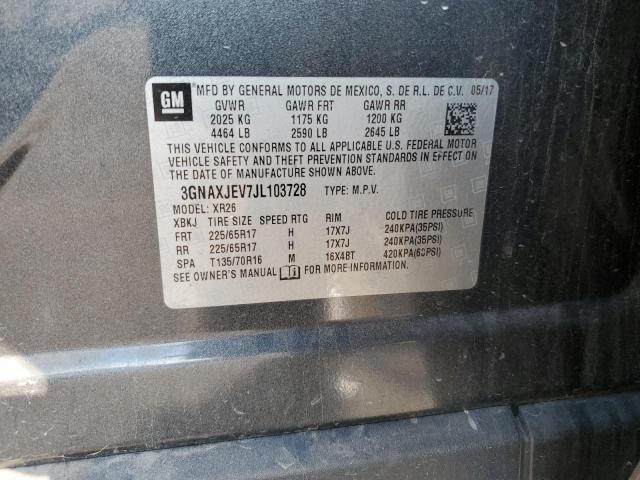 GM
MFD BY GENERAL MOTORS DE MEXICO, S. DE R.L. DE C.V. 05/17
GVWR GAWR FRT GAWR RR
2025 KG 1175 KG 1200 KG
4464 LB 2590 LB 2645 LB
THIS VEHICLE CONFORMS TO ALL APPLICABLE U.S. FEDERAL MOTOR
VEHICLE SAFETY AND THEFT PREVENTION STANDARDS IN EFFECT ON
THE DATE OF MANUFACTURE SHOWN ABOVE.
3GNAXJEV7JL103728 TYPE: M.P.V.
MODEL: XR26
XBKJ TIRE SIZE SPEED RTG RIM COLD TIRE PRESSURE
FRT 225/65R17 H 17X7J 240KPA(35PSI)
RR 225/65R17 H 17X7J 240KPA(35PSI)
SPA T135/70R16 M 16X4BT 420KPA(60PSI)
SEE OWNER'S MANUAL FOR MORE INFORMATION.